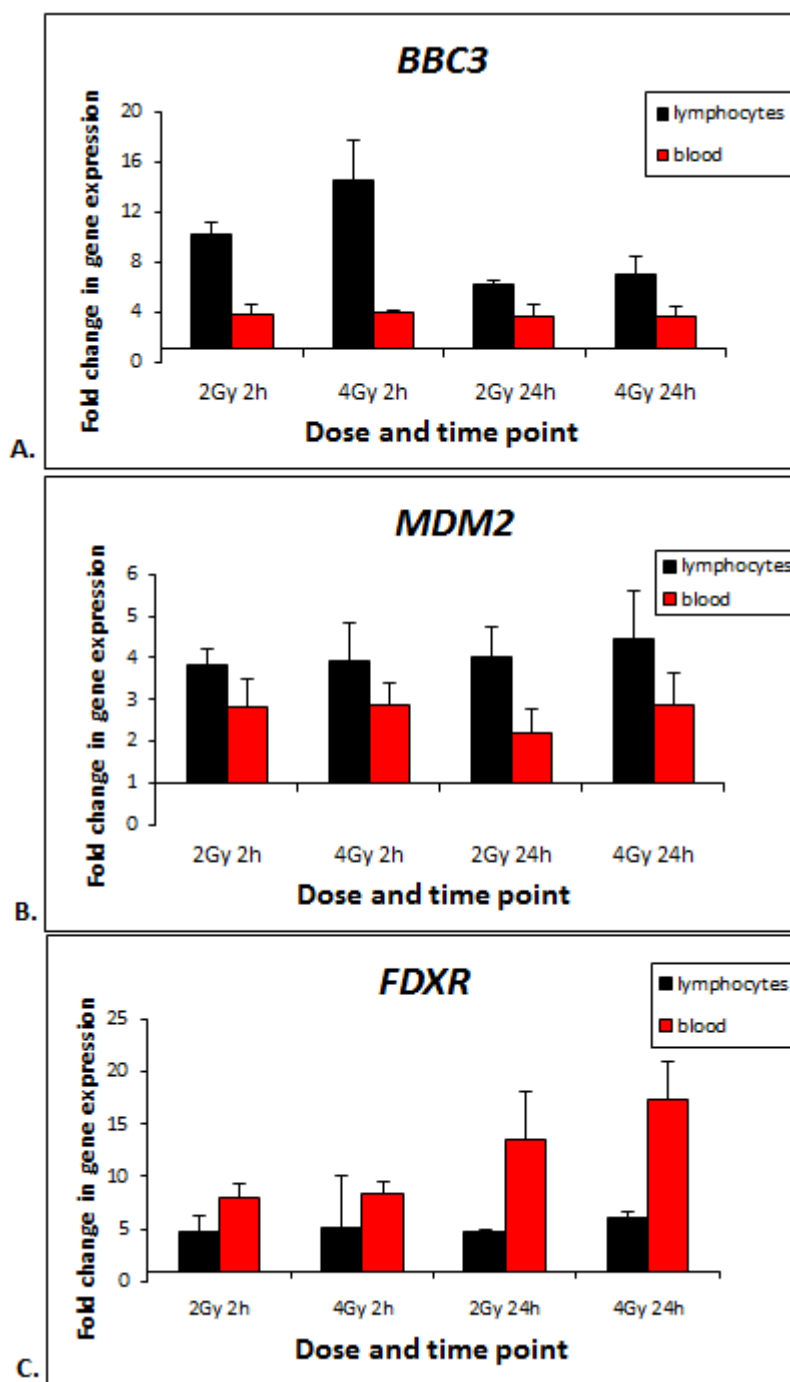 BBC3
lymphocytes
blood
Fold change in gene expression
20
16
12
8
4
0
2Gy 2h 4Gy 2h 2Gy 24h 4Gy 24h
Dose and time point
A.
MDM2
lymphocytes
blood
Fold change in gene expression
6
5
4
3
2
1
0
2Gy 2h 4Gy 2h 2Gy 24h 4Gy 24h
Dose and time point
B.
FDXR
lymphocytes
blood
Fold change in gene expression
25
20
15
10
5
0
2Gy 2h 4Gy 2h 2Gy 24h 4Gy 24h
Dose and time point
C.